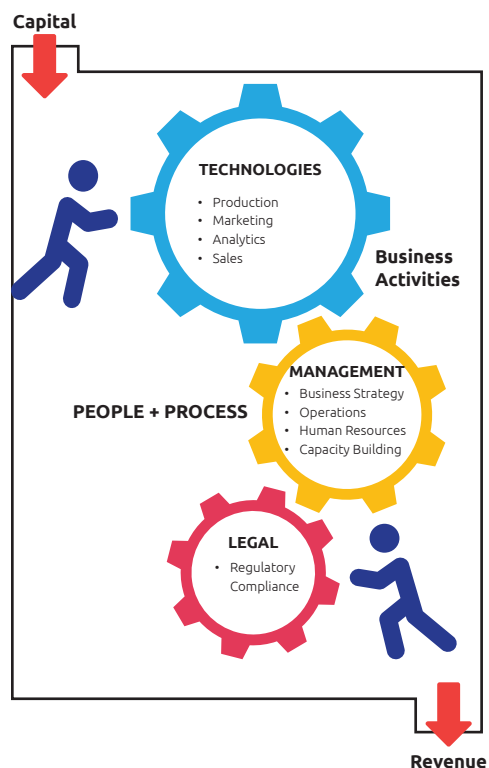 Capital
TECHNOLOGIES
• Production
• Marketing
• Analytics
• Sales
Business
Activities
MANAGEMENT
• Business Strategy
• Operations
• Human Resources
• Capacity Building
PEOPLE + PROCESS
LEGAL
• Regulatory
Compliance
Revenue